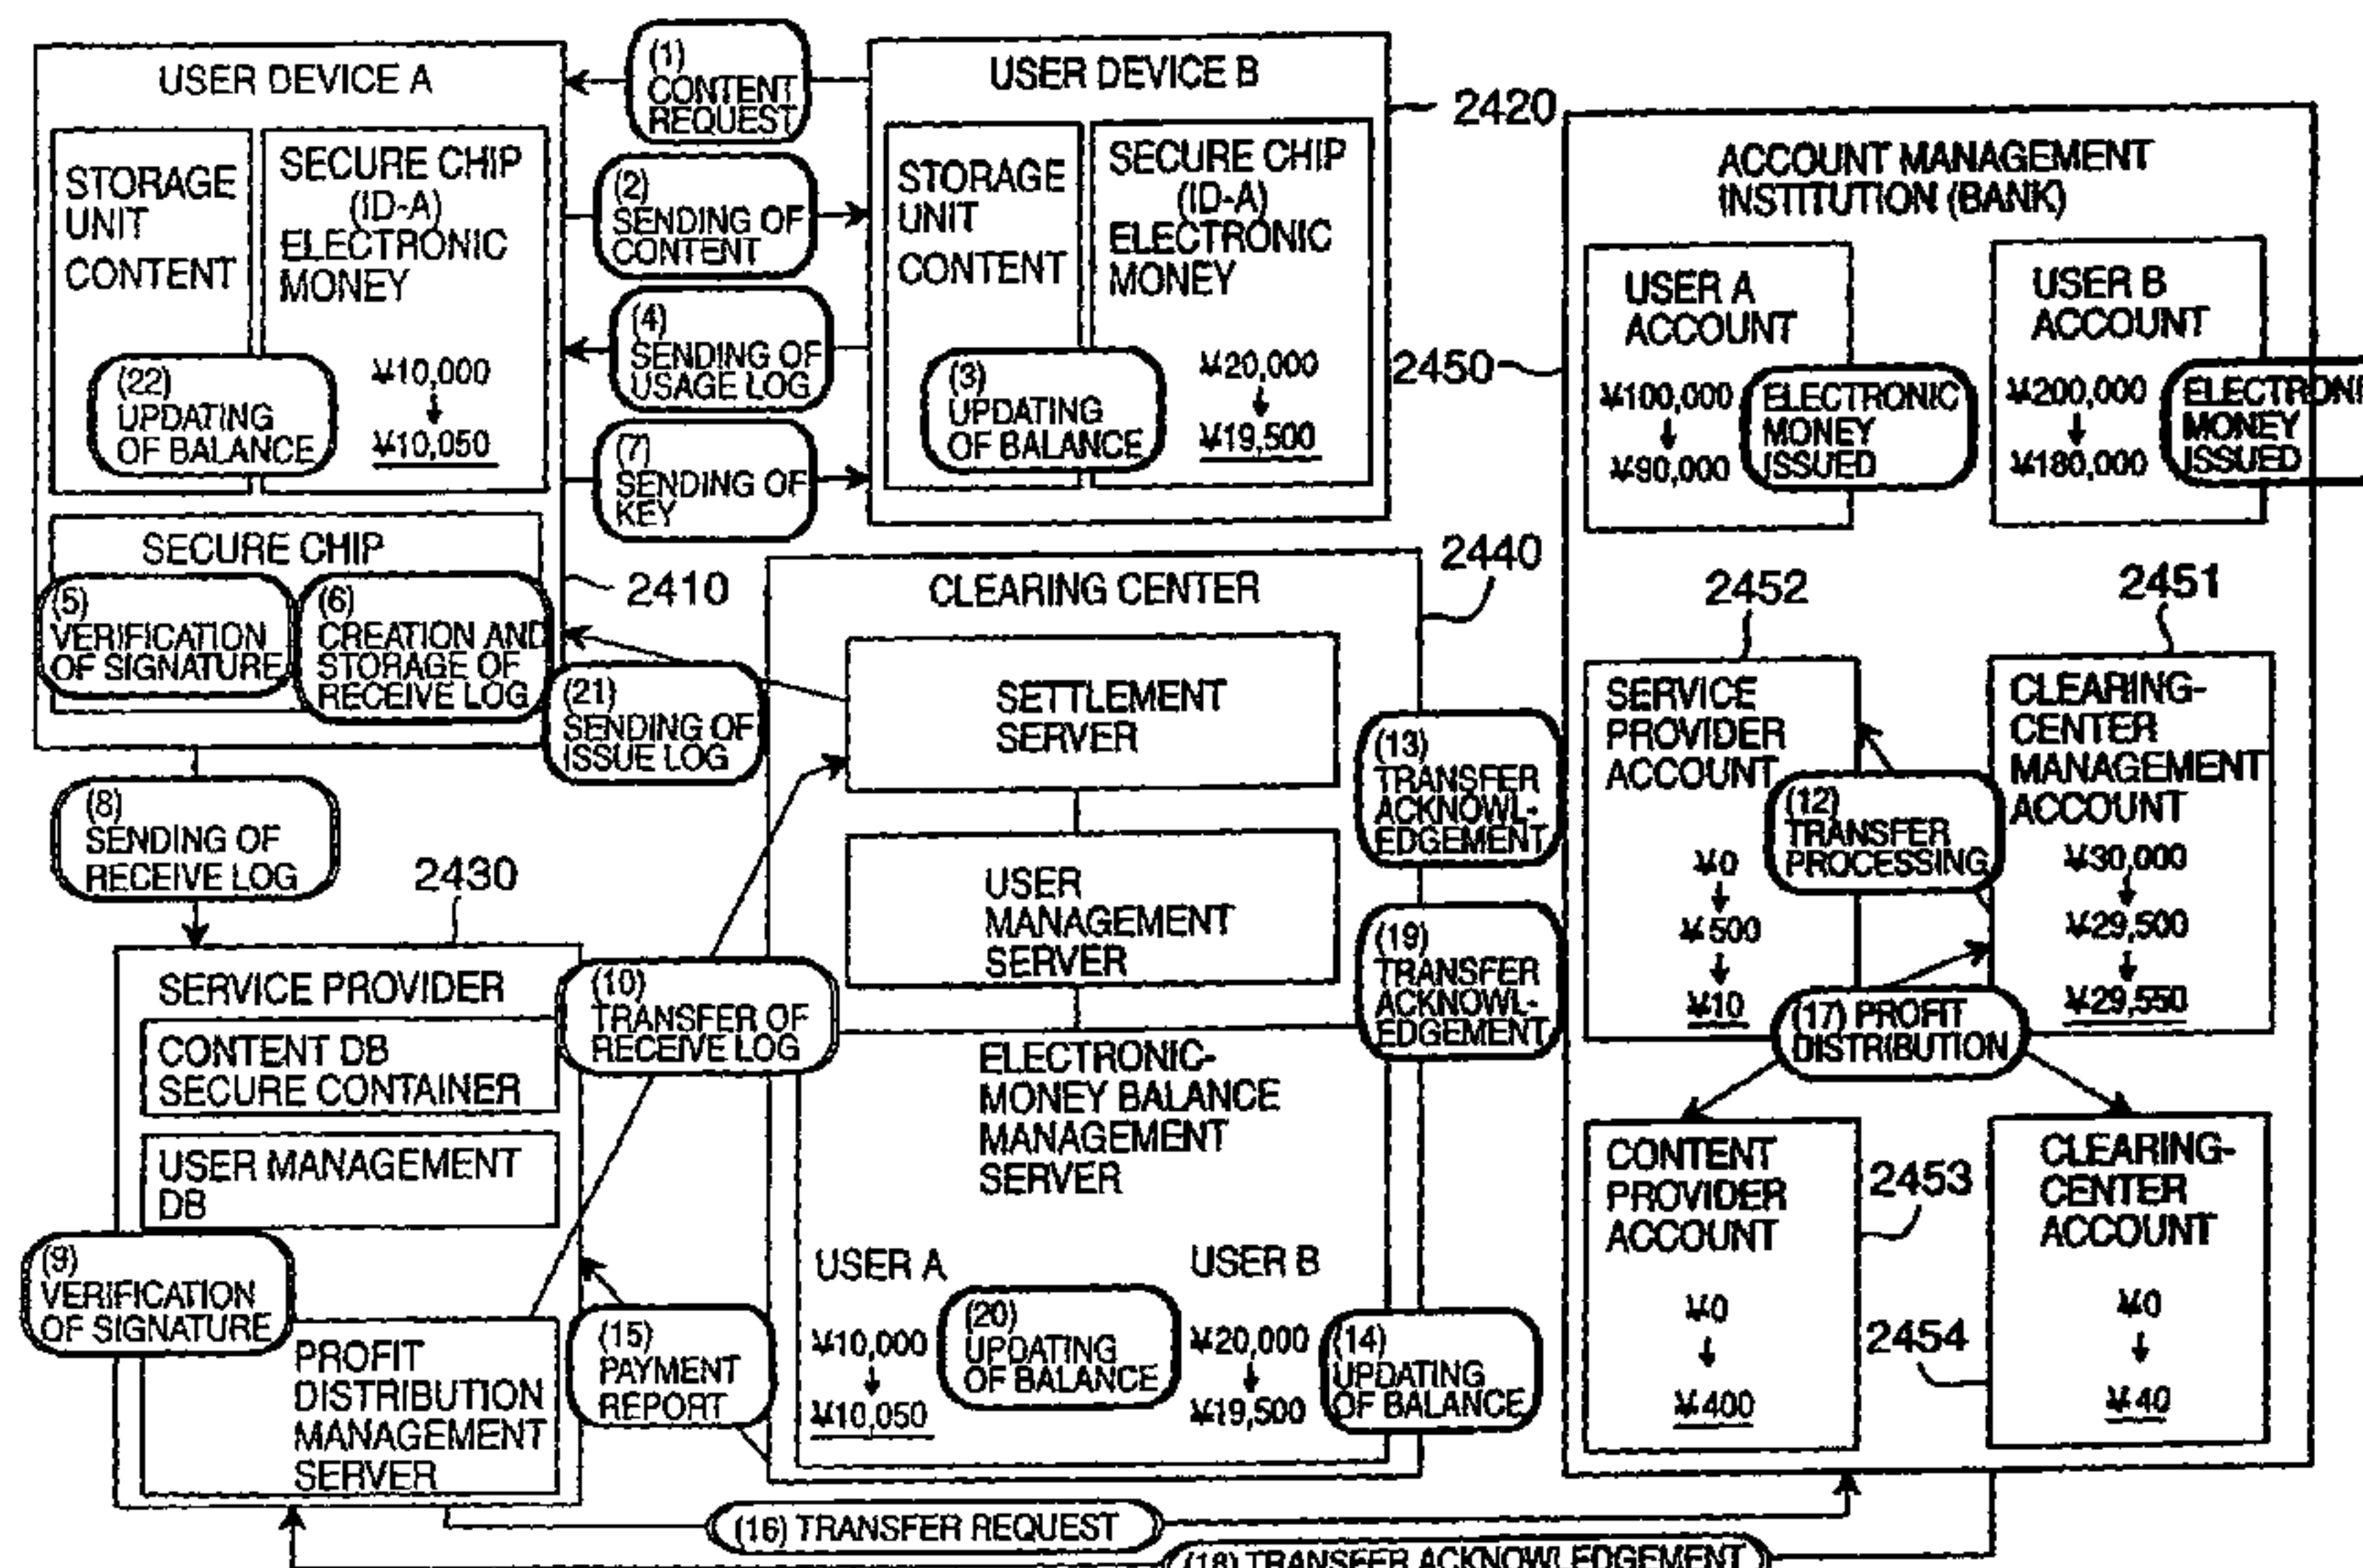 USER DEVICE A
STORAGE
UNIT
CONTENT
SECURE CHIP
(ID-A)
ELECTRONIC
MONEY
(22)
UPDATING
OF BALANCE
¥10,000
¥10,050
SECURE CHIP
(5)
VERIFICATION
OF SIGNATURE
(6)
CREATION AND
STORAGE OF
RECEIVE LOG
2410
(1)
CONTENT
REQUEST
(2)
SENDING OF
CONTENT
(4)
SENDING OF
USAGE LOG
(7)
SENDING OF
KEY
USER DEVICE B
2420
STORAGE
UNIT
CONTENT
SECURE CHIP
(ID-A)
ELECTRONIC
MONEY
(3)
UPDATING
OF BALANCE
¥20,000
¥19,500
(8)
SENDING OF
RECEIVE LOG
2430
SERVICE PROVIDER
CONTENT DB
SECURE CONTAINER
USER MANAGEMENT
DB
(9)
VERIFICATION
OF SIGNATURE
PROFIT
DISTRIBUTION
MANAGEMENT
SERVER
(21)
SENDING OF
ISSUE LOG
(10)
TRANSFER OF
RECEIVE LOG
(15)
PAYMENT
REPORT
2440
CLEARING CENTER
SETTLEMENT
SERVER
USER
MANAGEMENT
SERVER
ELECTRONIC-
MONEY BALANCE
MANAGEMENT
SERVER
USER A
¥10,000
¥10,050
(20)
UPDATING
OF BALANCE
USER B
¥20,000
¥19,500
(14)
UPDATING
OF BALANCE
(13)
TRANSFER
ACKNOWL-
EDGEMENT
(19)
TRANSFER
ACKNOWL-
EDGEMENT
2450
ACCOUNT MANAGEMENT
INSTITUTION (BANK)
USER A
ACCOUNT
¥100,000
¥90,000
ELECTRONIC
MONEY
ISSUED
USER B
ACCOUNT
¥200,000
¥180,000
ELECTRONI
MONEY
ISSUED
2452
SERVICE
PROVIDER
ACCOUNT
¥0
¥500
¥10
(12)
TRANSFER
PROCESSING
2451
CLEARING-
CENTER
MANAGEMENT
ACCOUNT
¥30,000
¥29,500
¥29,550
(17) PROFIT
DISTRIBUTION
CONTENT
PROVIDER
ACCOUNT
¥0
¥400
2453
2454
CLEARING-
CENTER
ACCOUNT
¥0
¥40
(16) TRANSFER REQUEST
(18) TRANSFER ACKNOWLEDGEMENT